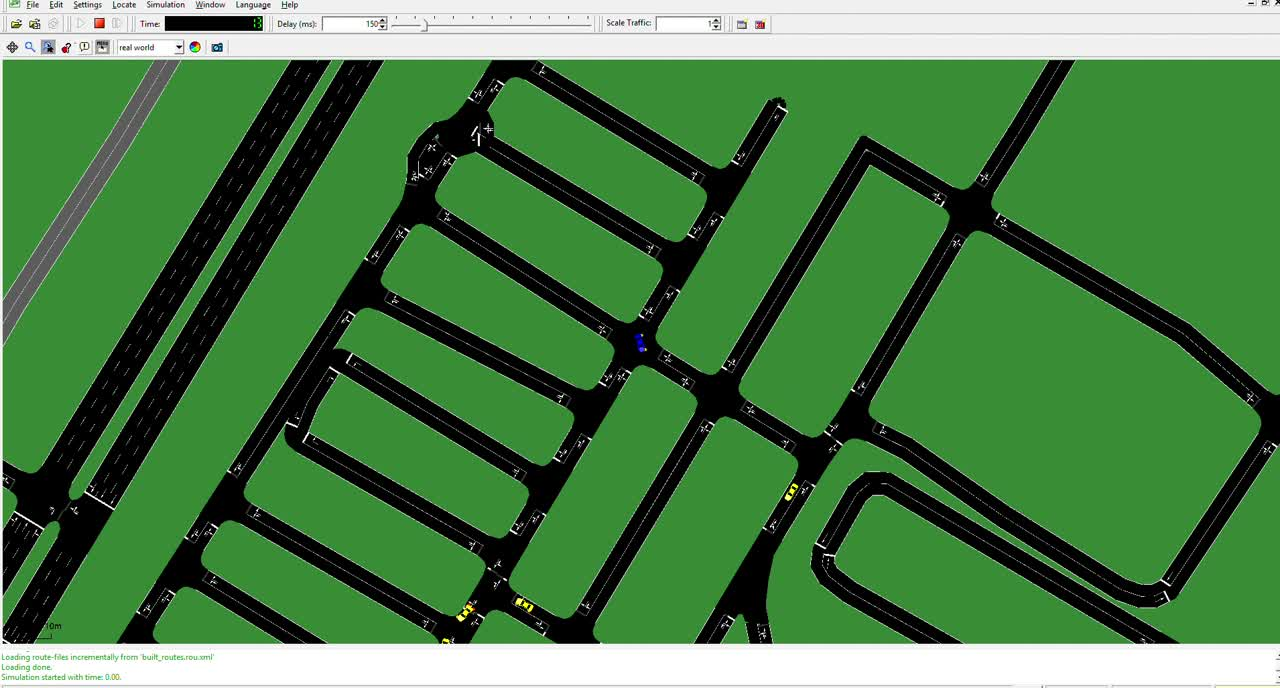 File Edit Settings Locate Simulation Window Language Help
Time: 13 Delay (ms): 150 Scale Traffic: 1
real world
10m
Loading route-files incrementally from 'built_routes.rou.xml'
Loading done.
Simulation started with time: 0.00.